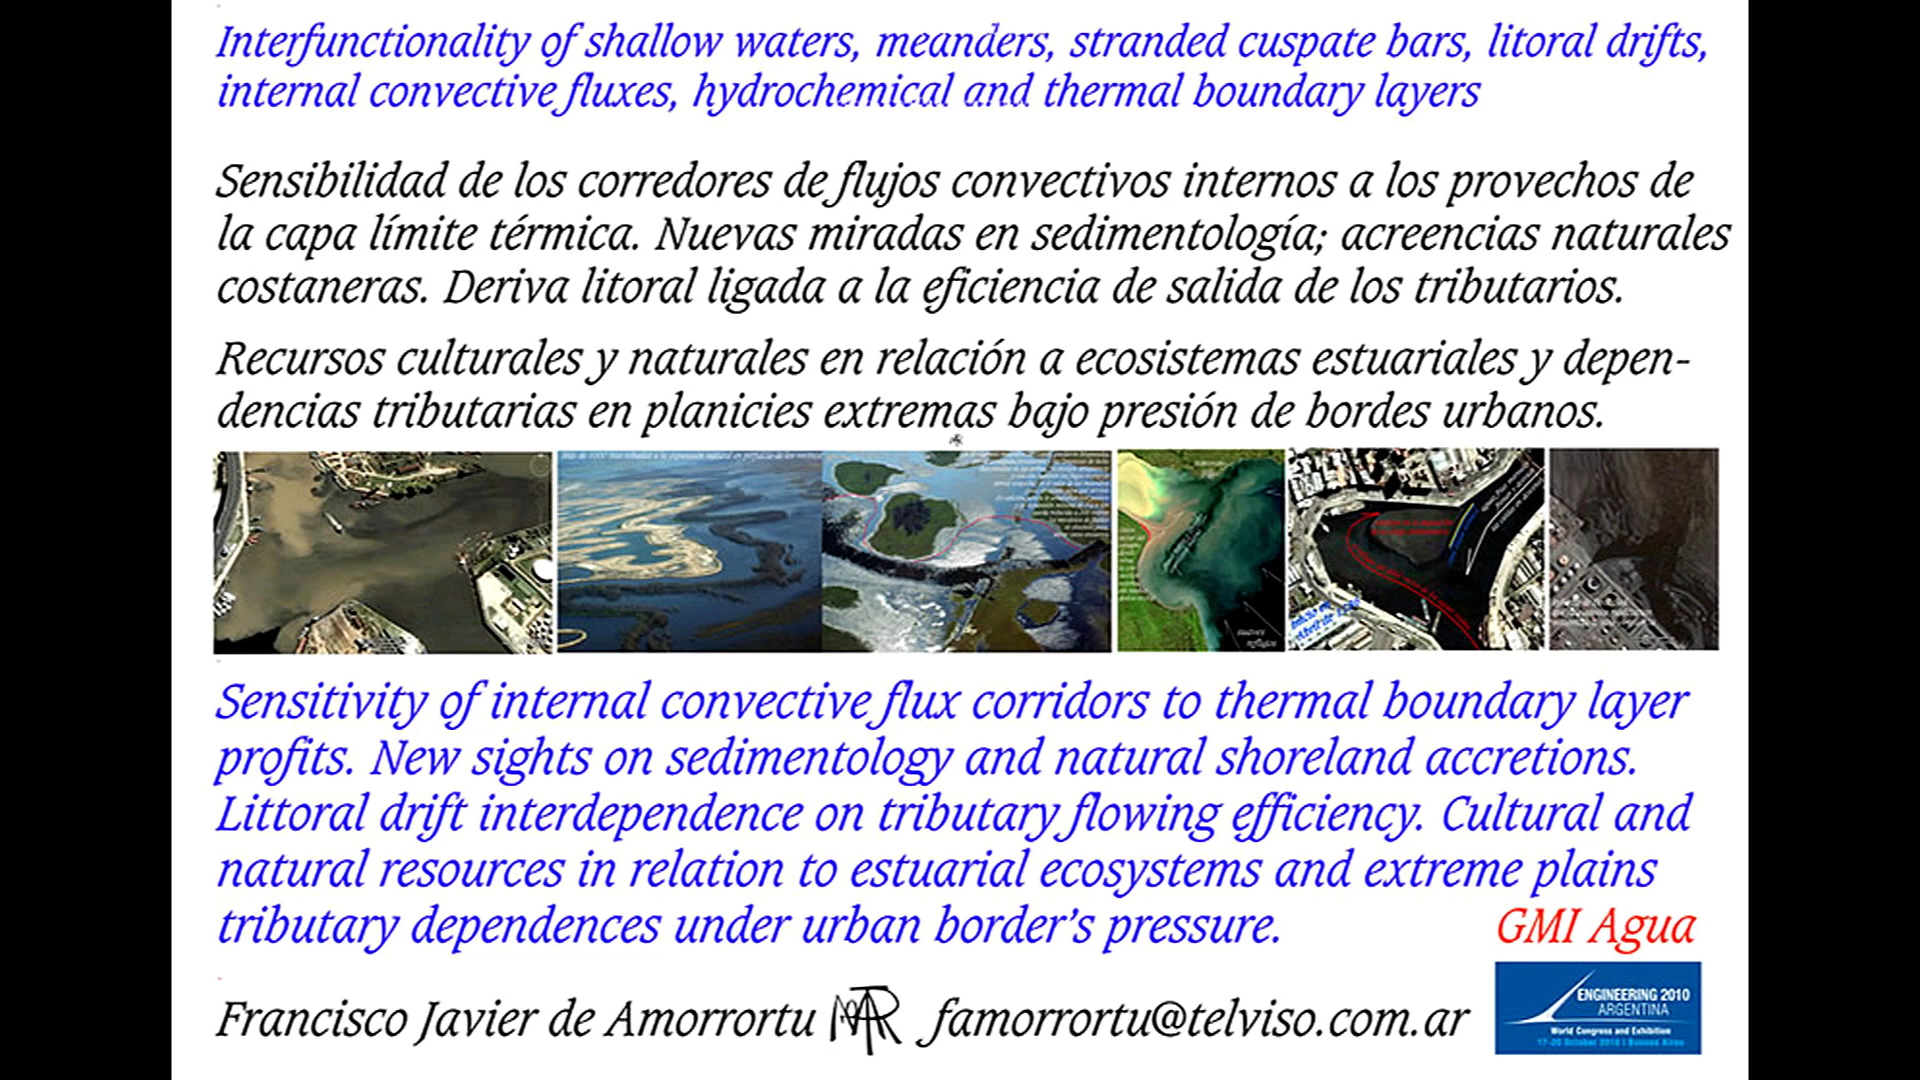 Interfunctionality of shallow waters, meanders, stranded cuspate bars, litoral drifts,
internal convective fluxes, hydrochemical and thermal boundary layers
Sensibilidad de los corredores de flujos convectivos internos a los provechos de
la capa límite térmica. Nuevas miradas en sedimentología; acreencias naturales
costaneras. Deriva litoral ligada a la eficiencia de salida de los tributarios.
Recursos culturales y naturales en relación a ecosistemas estuariales y depen-
dencias tributarias en planicies extremas bajo presión de bordes urbanos.
Sensitivity of internal convective flux corridors to thermal boundary layer
profits. New sights on sedimentology and natural shoreland accretions.
Littoral drift interdependence on tributary flowing efficiency. Cultural and
natural resources in relation to estuarial ecosystems and extreme plains
tributary dependences under urban border's pressure.
GMI Agua
Francisco Javier de Amorrortu famorrortu@telviso.com.ar
ENGINEERING 2010
ARGENTINA
World Congress and Exhibition
17-20 October 2010 | Buenos Aires